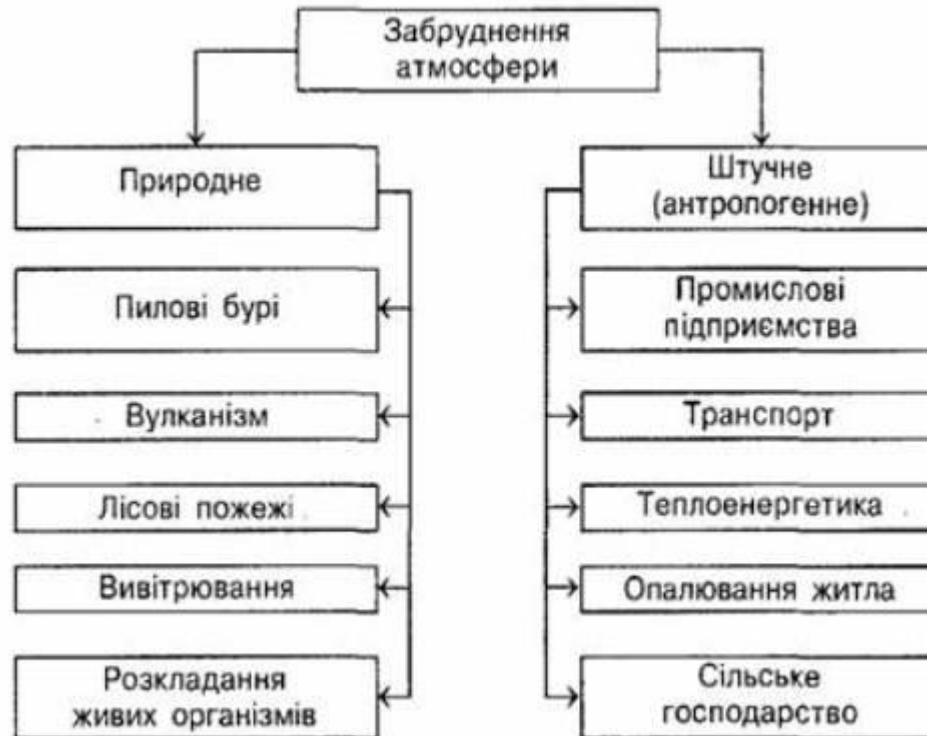 Забруднення
атмосфери
Природне
Пилові бурі
Вулканізм
Лісові пожежі
Вивітрювання
Розкладання
живих організмів
Штучне
(антропогенне)
Промислові
підприємства
Транспорт
Теплоенергетика
Опалювання житла
Сільське
господарство